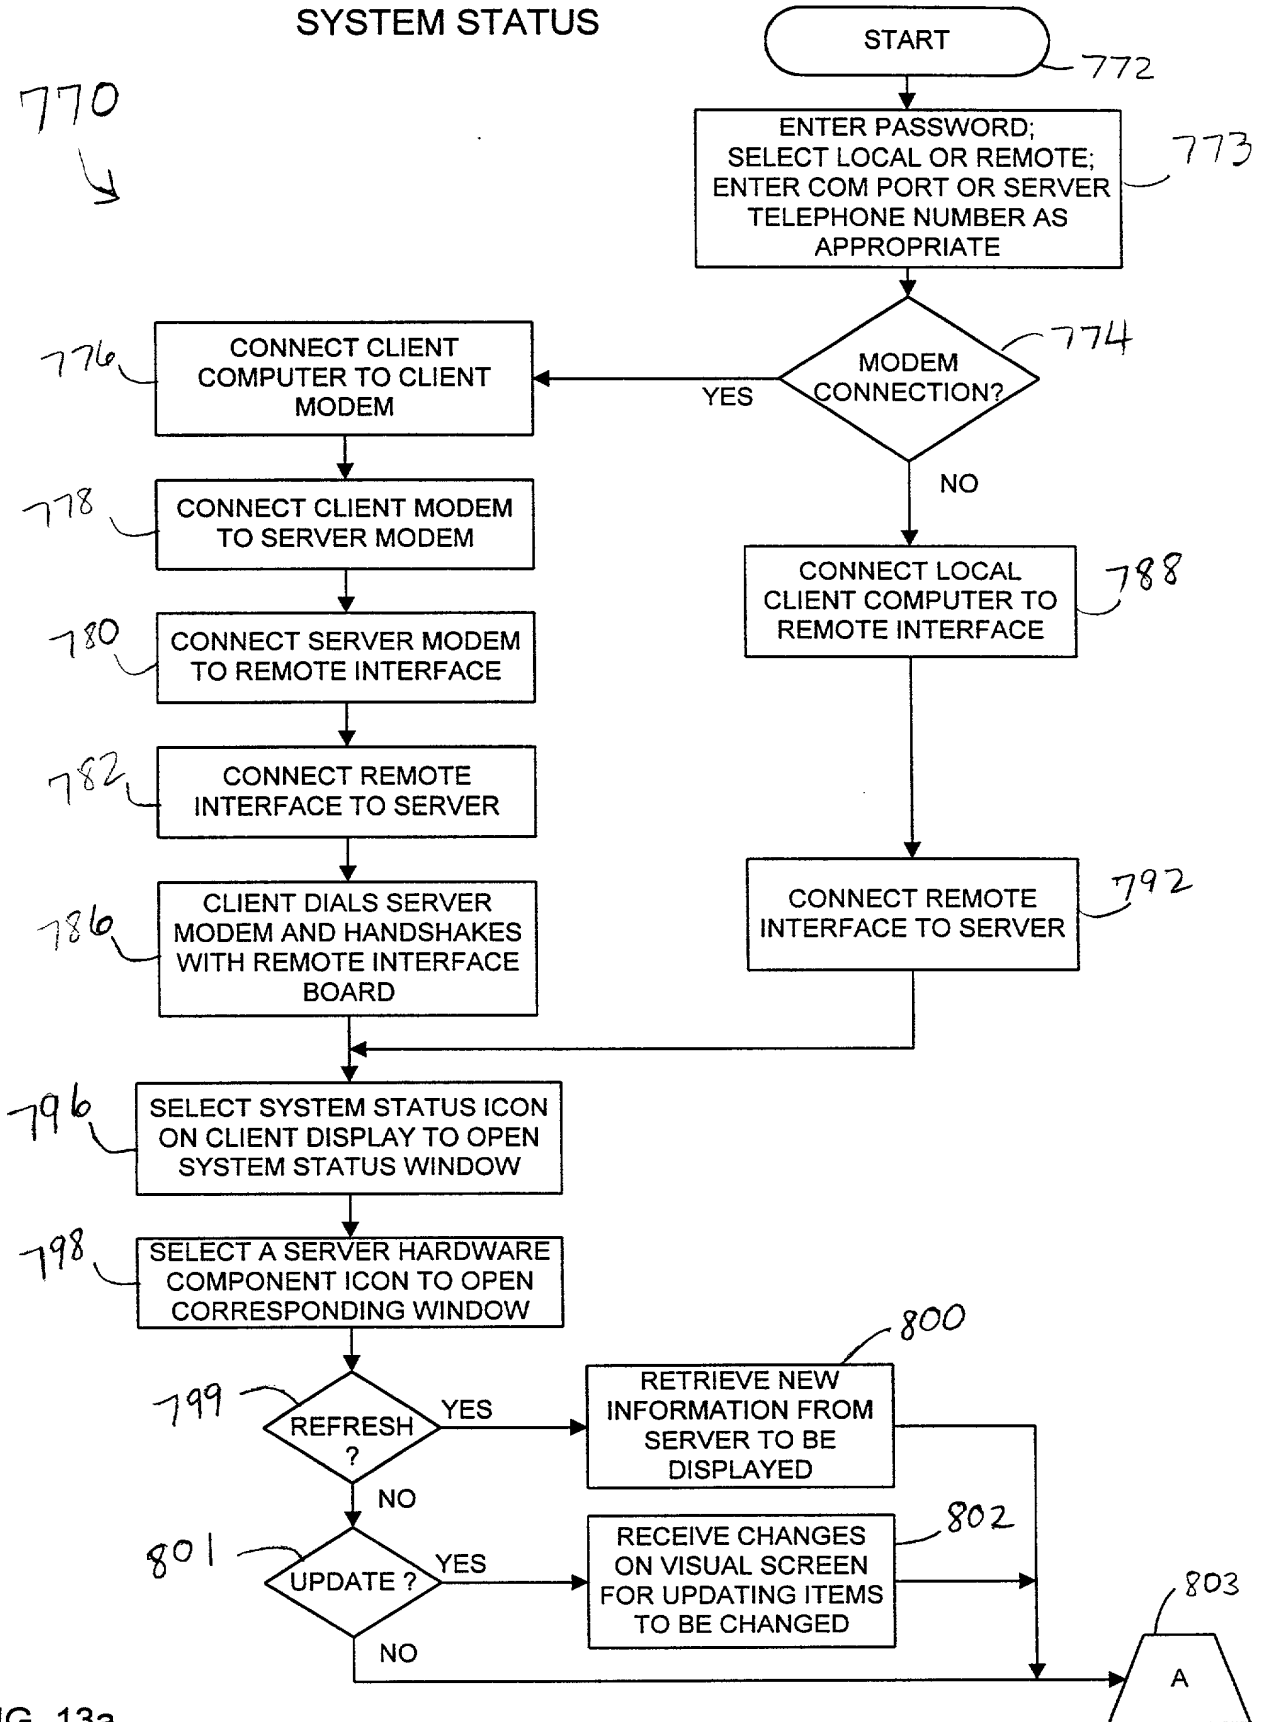 SYSTEM STATUS
START
772
770
ENTER PASSWORD;
SELECT LOCAL OR REMOTE;
ENTER COM PORT OR SERVER
TELEPHONE NUMBER AS
APPROPRIATE
773
MODEM
CONNECTION?
774
YES
NO
CONNECT CLIENT
COMPUTER TO CLIENT
MODEM
776
CONNECT CLIENT MODEM
TO SERVER MODEM
778
CONNECT LOCAL
CLIENT COMPUTER TO
REMOTE INTERFACE
788
CONNECT SERVER MODEM
TO REMOTE INTERFACE
780
CONNECT REMOTE
INTERFACE TO SERVER
782
CONNECT REMOTE
INTERFACE TO SERVER
792
CLIENT DIALS SERVER
MODEM AND HANDSHAKES
WITH REMOTE INTERFACE
BOARD
786
SELECT SYSTEM STATUS ICON
ON CLIENT DISPLAY TO OPEN
SYSTEM STATUS WINDOW
796
SELECT A SERVER HARDWARE
COMPONENT ICON TO OPEN
CORRESPONDING WINDOW
798
REFRESH
?
799
YES
NO
RETRIEVE NEW
INFORMATION FROM
SERVER TO BE
DISPLAYED
800
UPDATE ?
801
YES
NO
RECEIVE CHANGES
ON VISUAL SCREEN
FOR UPDATING ITEMS
TO BE CHANGED
802
803
A
13a